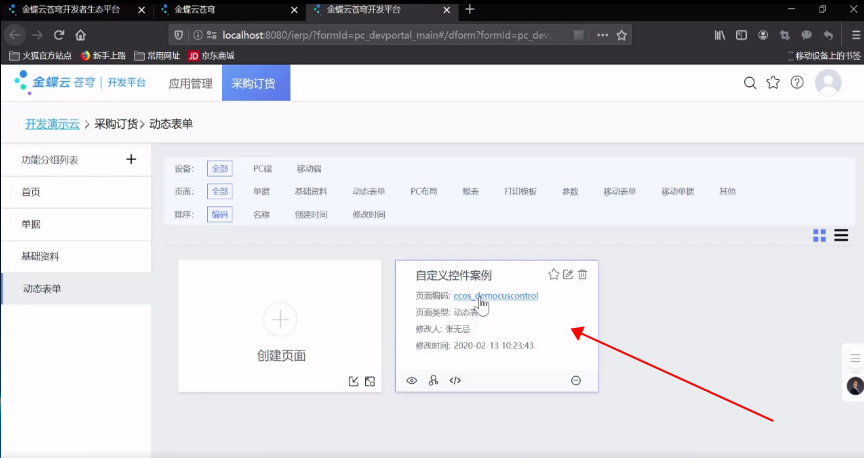 金蝶云苍穹开发者生态平台
金蝶云苍穹
金蝶云苍穹开发平台
localhost:8080/ierp/?formId=pc_devportal_main#/dform?formId=pc_dev
火狐官方站点 新手上路 常用网址 JD 京东商城 移动设备上的书签
金蝶云 苍穹 | 开发平台 应用管理 采购订货
开发演示云 > 采购订货> 动态表单
功能分组列表
首页
单据
基础资料
动态表单
设备: 全部 PC端 移动端
页面: 全部 单据 基础资料 动态表单 PC布局 报表 打印模板 参数 移动表单 移动单据 其他
排序: 编码 名称 创建时间 修改时间
创建页面
自定义控件案例
页面编码: ecos_democuscontrol
页面类型: 动态表
修改人: 张无忌
修改时间: 2020-02-13 10:23:43